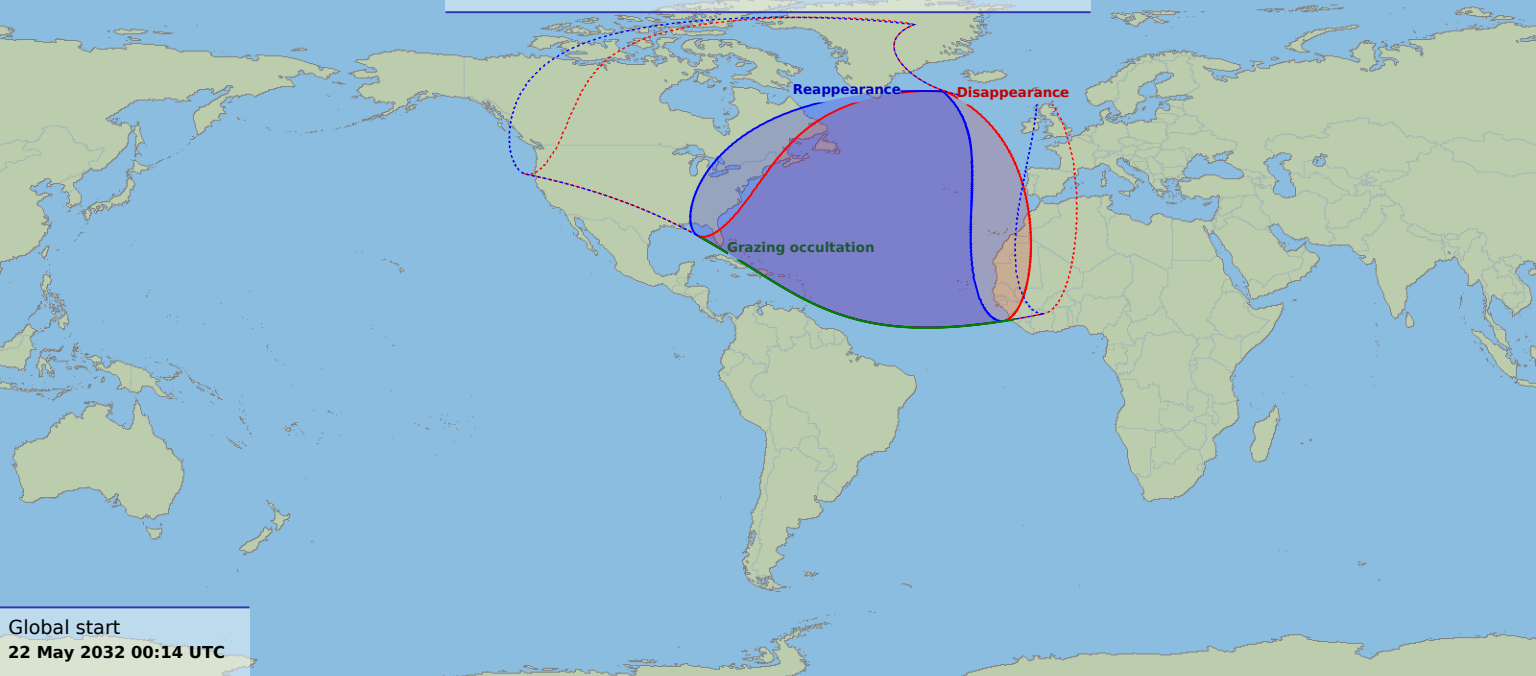 Reappearance
Disappearance
Grazing occultation
Global start
22 May 2032 00:14 UTC